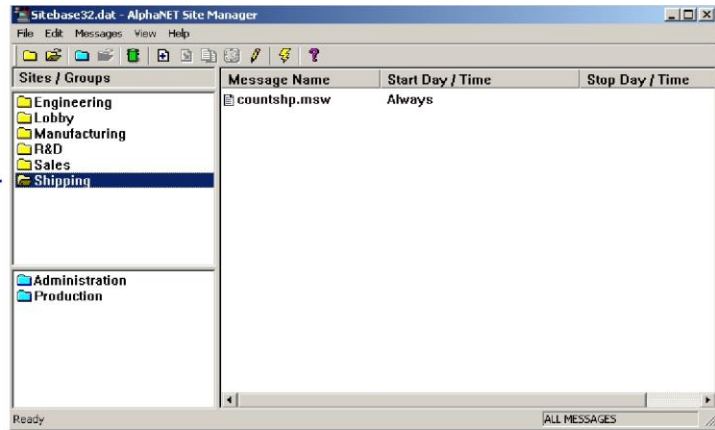 Sitebase32.dat - AlphaNET Site Manager
File Edit Messages View Help
Sites / Groups
Message Name Start Day / Time Stop Day / Time
Engineering
Lobby
Manufacturing
R&D
Sales
Shipping
countshp.msw Always
Administration
Production
Ready ALL MESSAGES